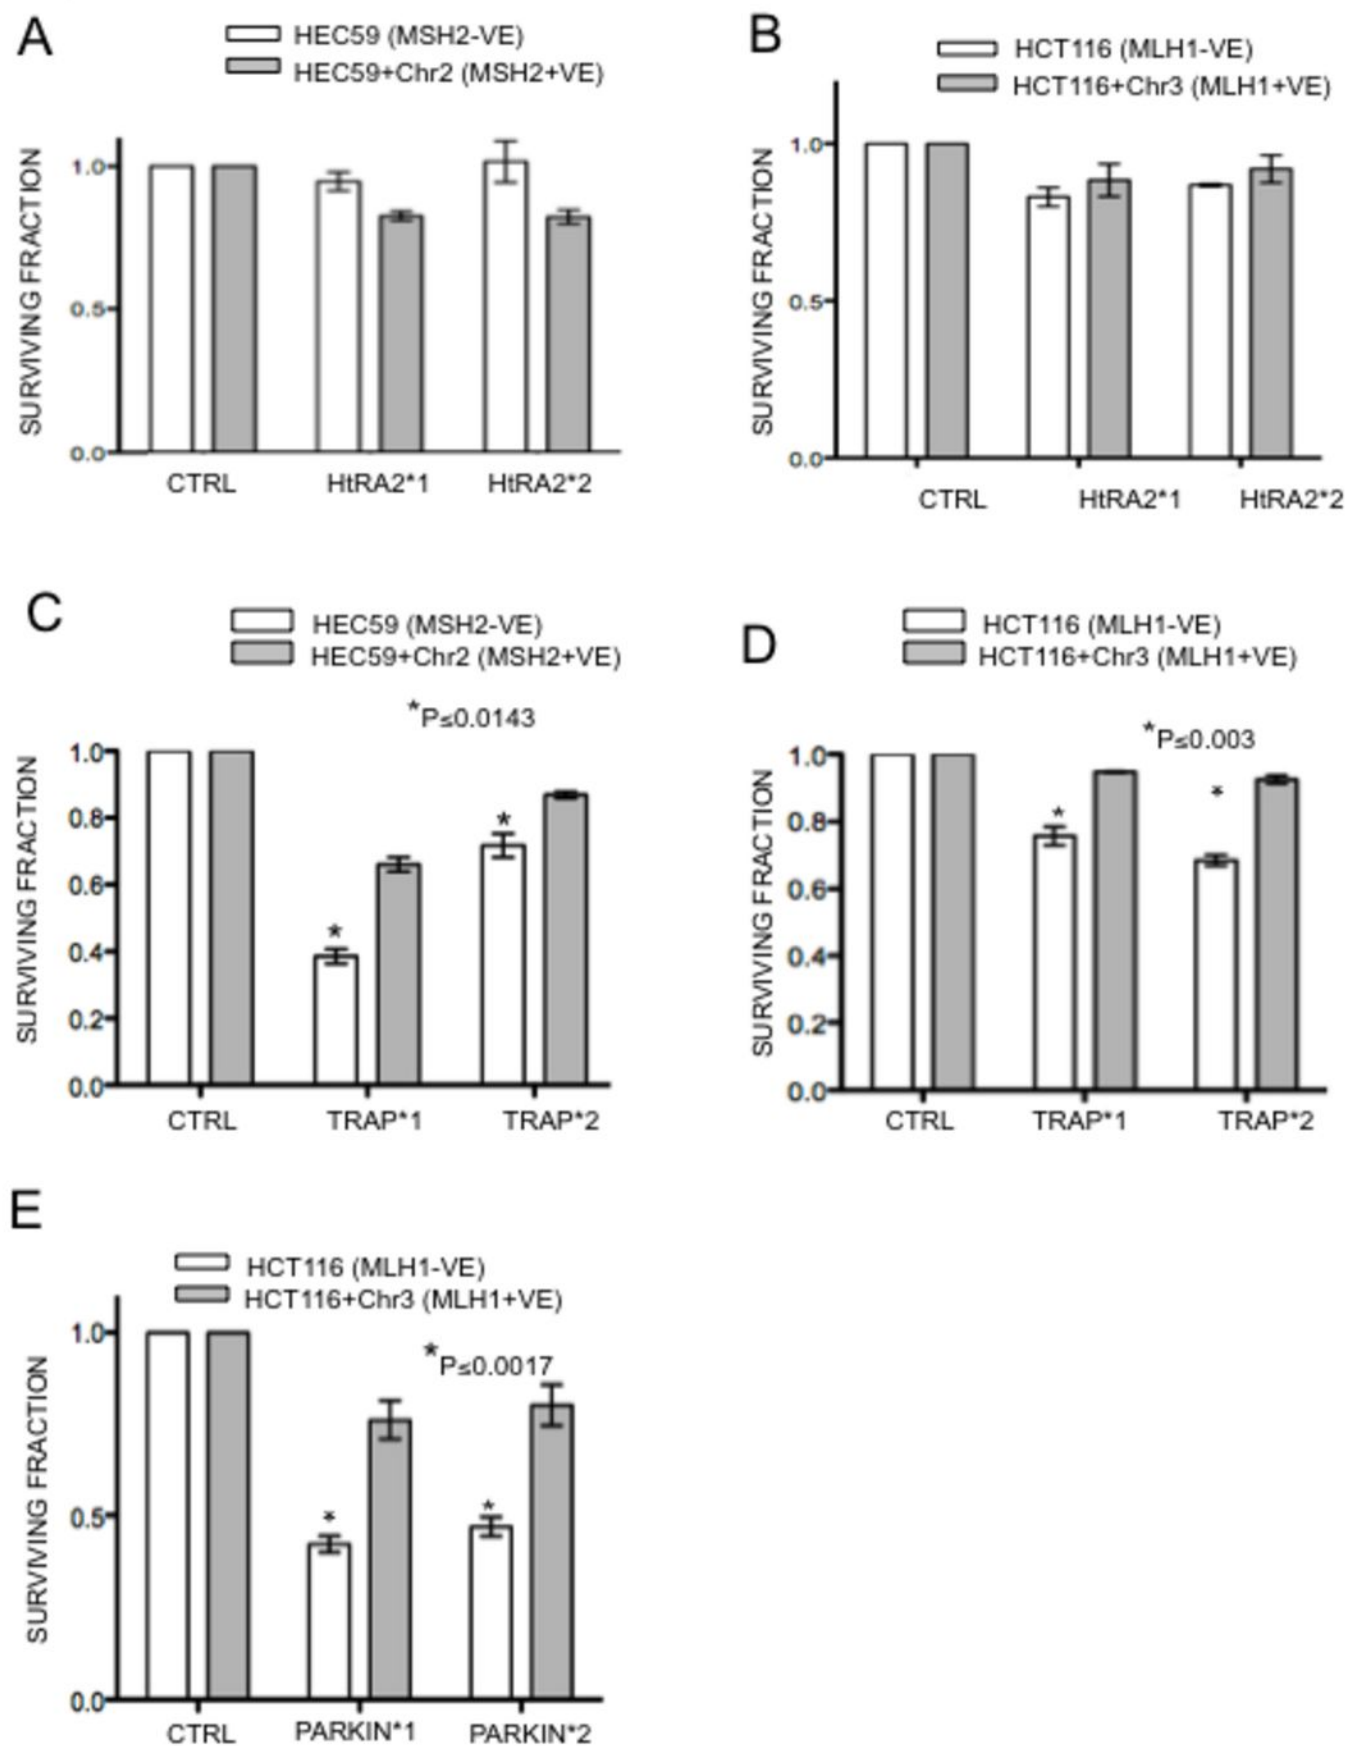 A
HEC59 (MSH2-VE)
HEC59+Chr2 (MSH2+VE)
SURVIVING FRACTION
1.0
0.5
0.0
CTRL
HtRA2*1
HtRA2*2
B
HCT116 (MLH1-VE)
HCT116+Chr3 (MLH1+VE)
SURVIVING FRACTION
1.0
0.5
0.0
CTRL
HtRA2*1
HtRA2*2
C
HEC59 (MSH2-VE)
HEC59+Chr2 (MSH2+VE)
*P≤0.0143
SURVIVING FRACTION
1.0
0.8
0.6
0.4
0.2
0.0
*
*
CTRL
TRAP*1
TRAP*2
D
HCT116 (MLH1-VE)
HCT116+Chr3 (MLH1+VE)
*P≤0.003
SURVIVING FRACTION
1.0
0.8
0.6
0.4
0.2
0.0
*
*
CTRL
TRAP*1
TRAP*2
E
HCT116 (MLH1-VE)
HCT116+Chr3 (MLH1+VE)
*P≤0.0017
SURVIVING FRACTION
1.0
0.5
0.0
*
*
CTRL
PARKIN*1
PARKIN*2